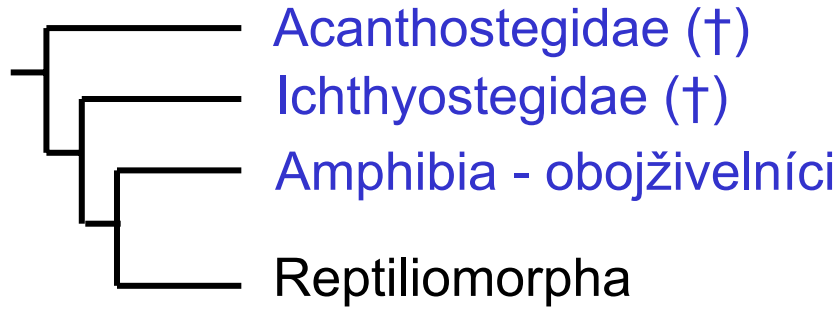 Acanthostegidae (†)
Ichthyostegidae (†)
Amphibia - obojživelníci
Reptiliomorpha